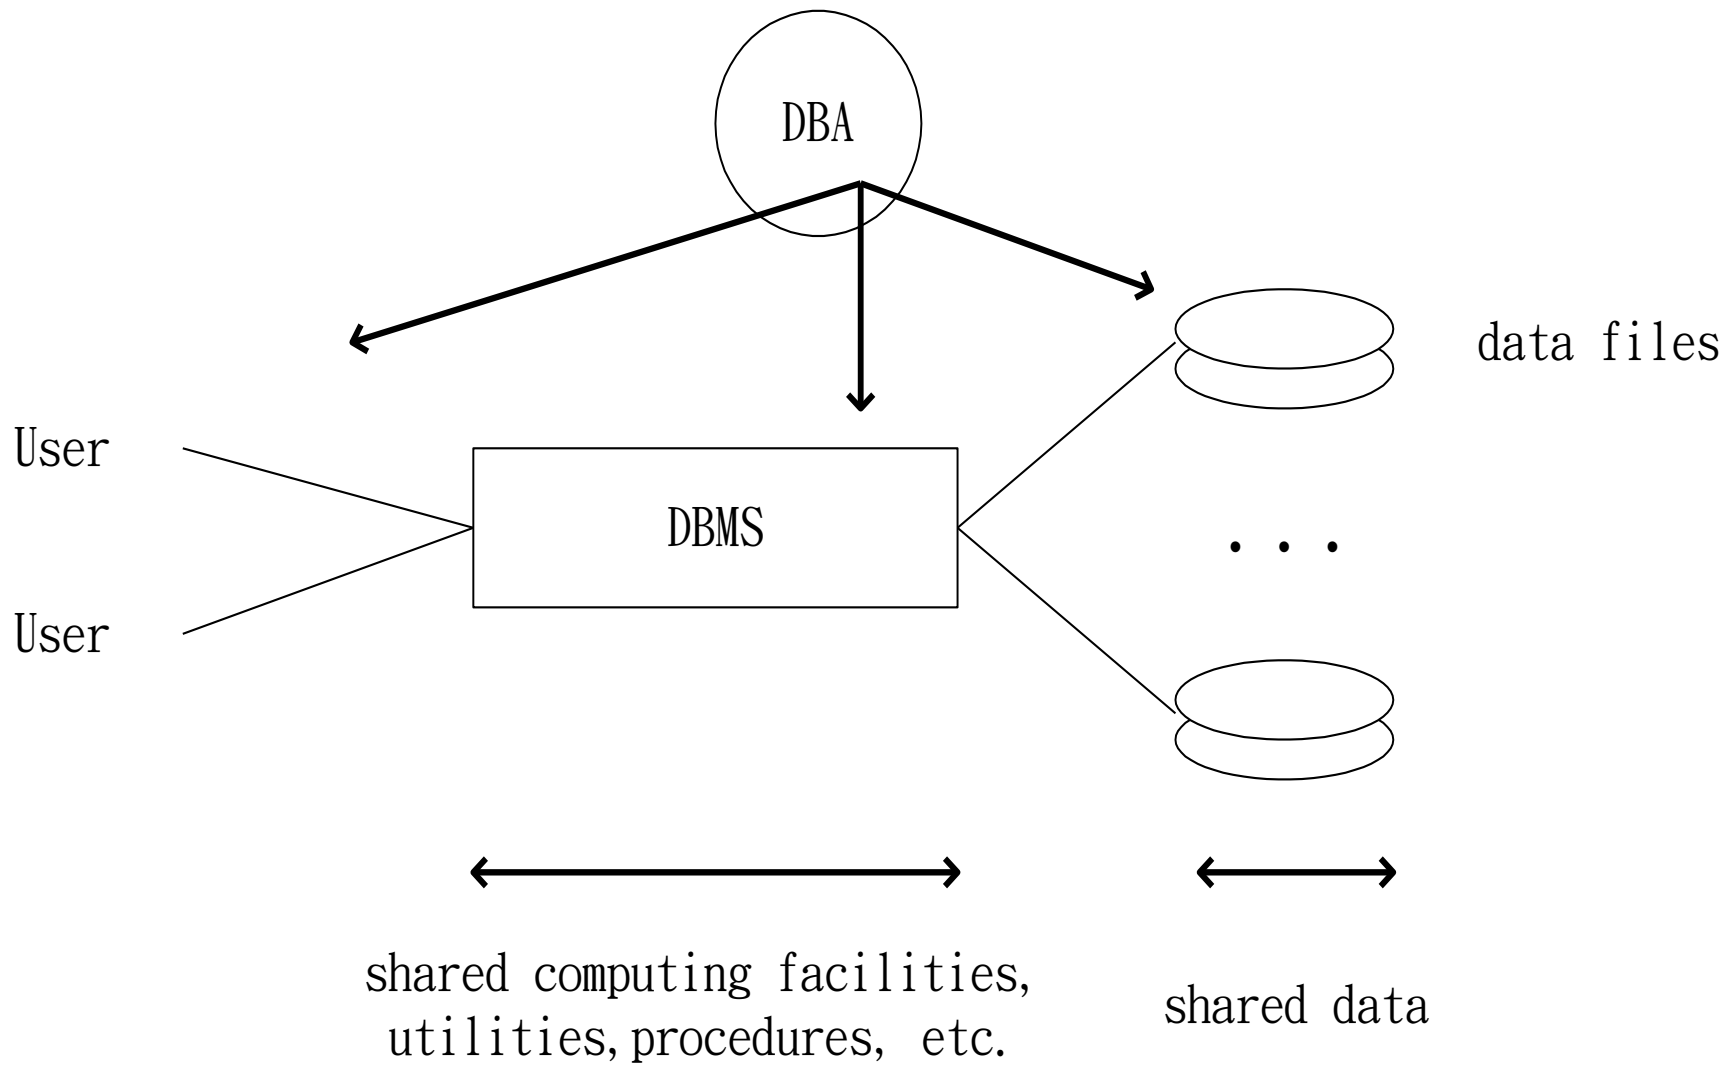 DBA
data files
User
DBMS
. . .
User
shared computing facilities,
utilities, procedures, etc.
shared data